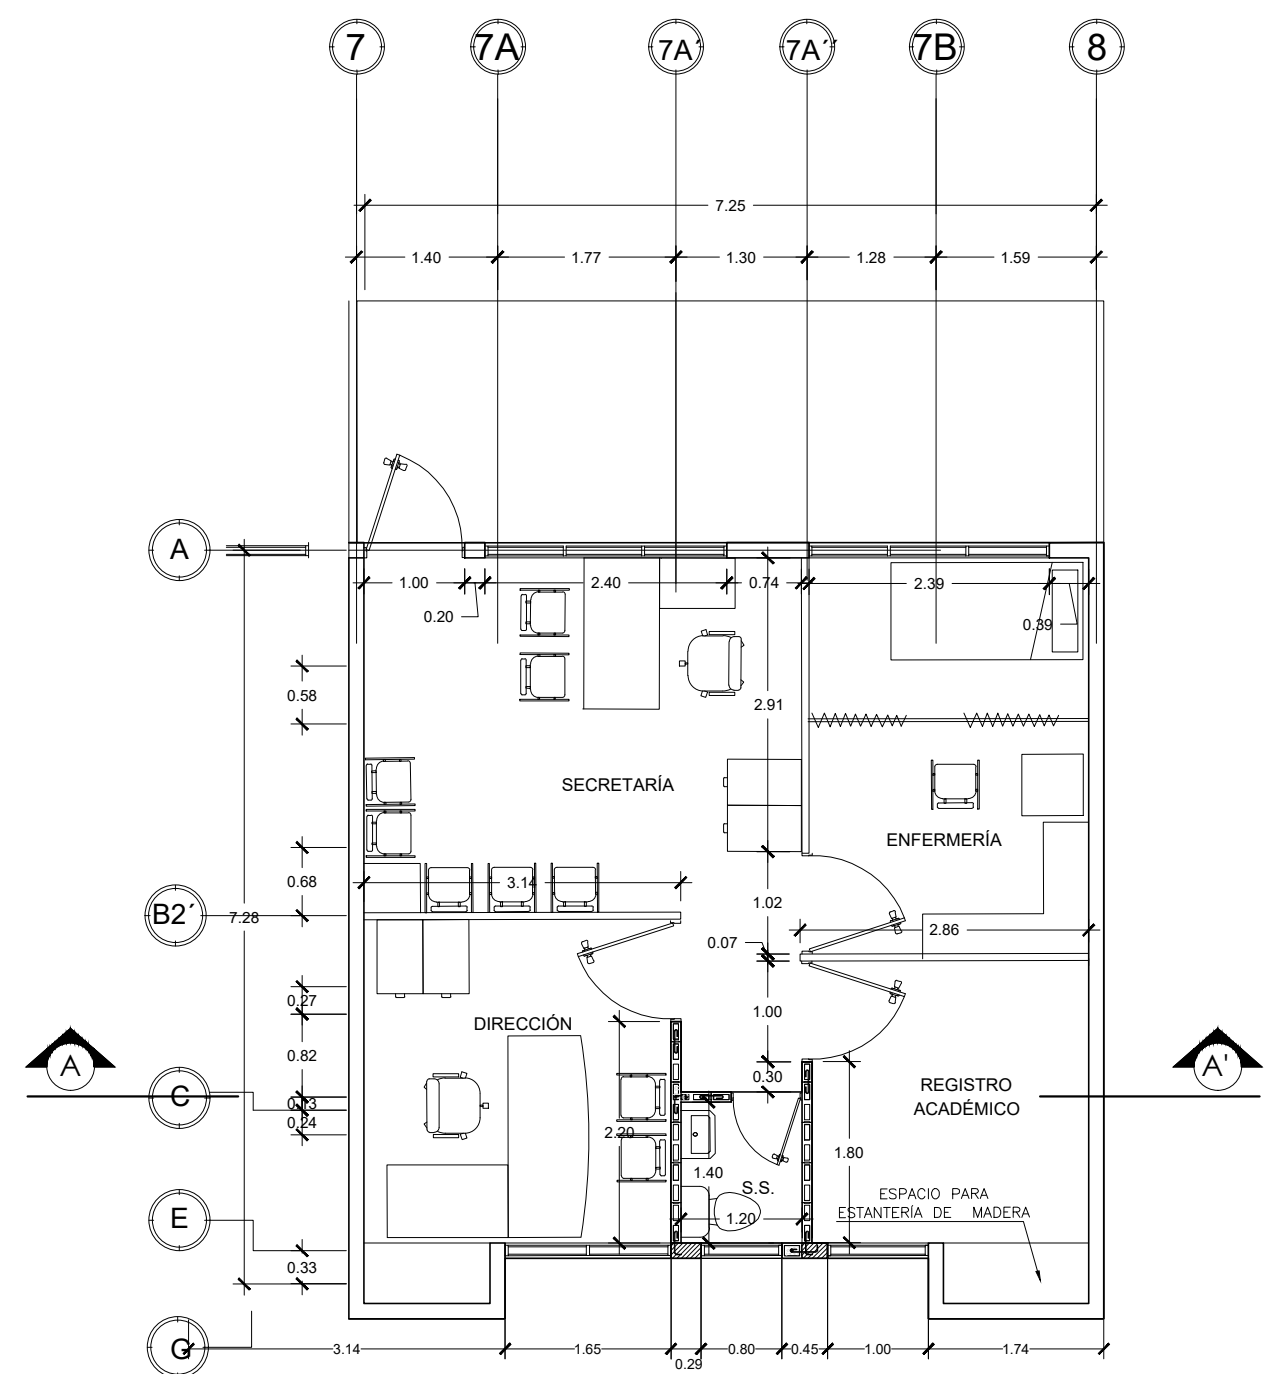 7
7A
7A´
7A´´
7B
8
7.25
1.40
1.77
1.30
1.28
1.59
A
1.00
2.40
0.74
2.39
0.20
0.39
0.58
2.91
SECRETARÍA
ENFERMERÍA
0.68
3.14
1.02
B2´
7.28
2.86
0.07
0.27
1.00
DIRECCIÓN
0.82
A
A'
0.30
REGISTRO
ACADÉMICO
C
0.13
0.24
2.20
1.80
1.40
S.S.
ESPACIO PARA
ESTANTERÍA DE MADERA
E
1.20
0.33
G
3.14
1.65
0.29
0.80
0.45
1.00
1.74